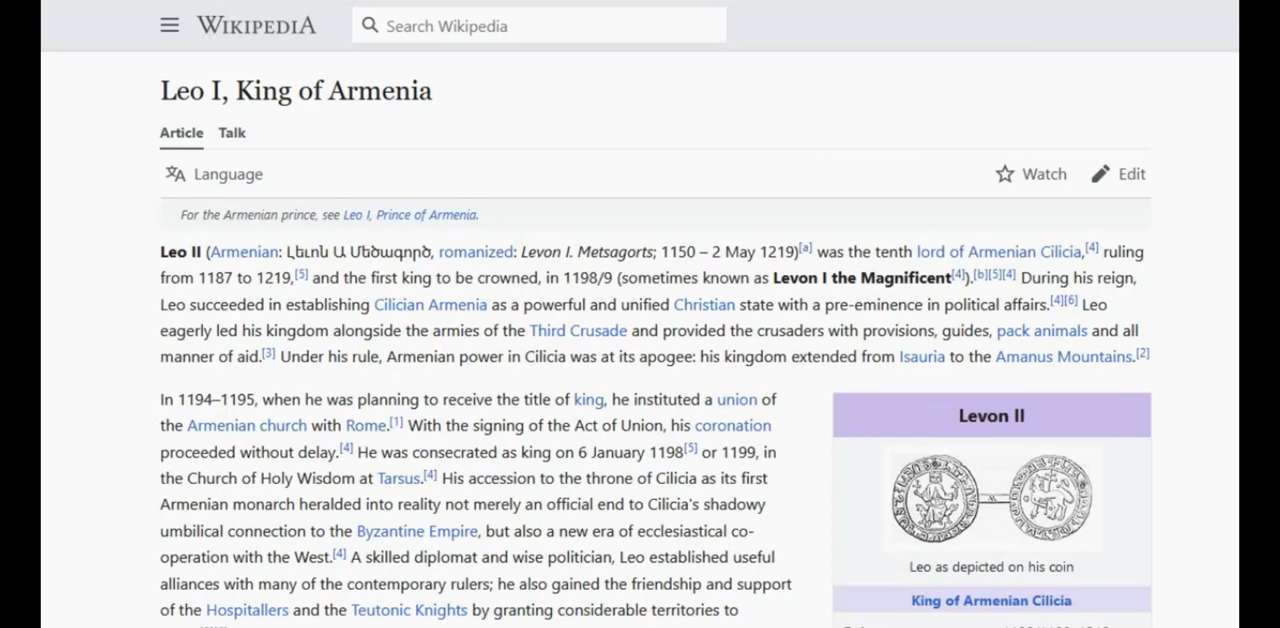 WIKIPEDIA
Search Wikipedia
Leo I, King of Armenia
Article Talk
Language
Watch Edit
For the Armenian prince, see Leo I, Prince of Armenia.
Leo II (Armenian: Լեւոն Ա Մեծագործ, romanized: Levon I. Metsagorts; 1150 – 2 May 1219)[a] was the tenth lord of Armenian Cilicia,[4] ruling
from 1187 to 1219,[5] and the first king to be crowned, in 1198/9 (sometimes known as Levon I the Magnificent[4]).[b][5][4] During his reign,
Leo succeeded in establishing Cilician Armenia as a powerful and unified Christian state with a pre-eminence in political affairs.[4][6] Leo
eagerly led his kingdom alongside the armies of the Third Crusade and provided the crusaders with provisions, guides, pack animals and all
manner of aid.[3] Under his rule, Armenian power in Cilicia was at its apogee: his kingdom extended from Isauria to the Amanus Mountains.[2]
In 1194–1195, when he was planning to receive the title of king, he instituted a union of
the Armenian church with Rome.[1] With the signing of the Act of Union, his coronation
proceeded without delay.[4] He was consecrated as king on 6 January 1198[5] or 1199, in
the Church of Holy Wisdom at Tarsus.[4] His accession to the throne of Cilicia as its first
Armenian monarch heralded into reality not merely an official end to Cilicia's shadowy
umbilical connection to the Byzantine Empire, but also a new era of ecclesiastical co-
operation with the West.[4] A skilled diplomat and wise politician, Leo established useful
alliances with many of the contemporary rulers; he also gained the friendship and support
of the Hospitallers and the Teutonic Knights by granting considerable territories to
Levon II
Leo as depicted on his coin
King of Armenian Cilicia